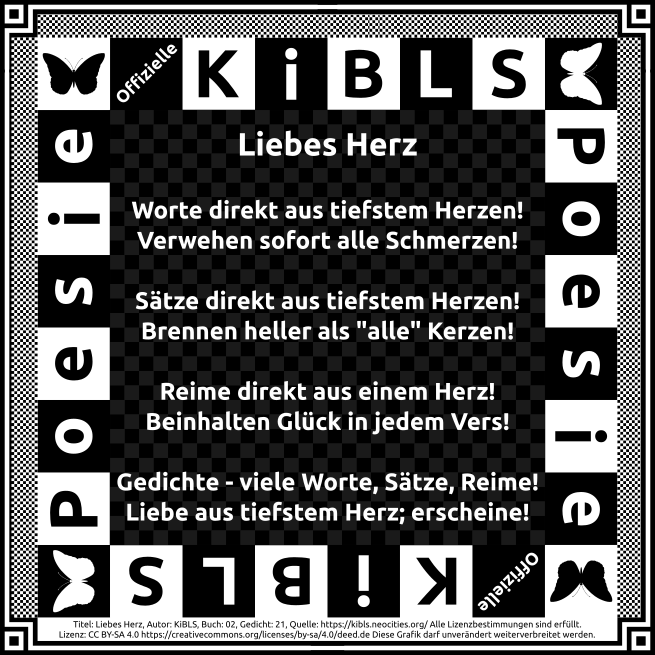 Offizielle
KiBLS
Poesie
Poesie
Liebes Herz
Worte direkt aus tiefstem Herzen!
Verwehen sofort alle Schmerzen!
Sätze direkt aus tiefstem Herzen!
Brennen heller als "alle" Kerzen!
Reime direkt aus einem Herz!
Beinhalten Glück in jedem Vers!
Gedichte - viele Worte, Sätze, Reime!
Liebe aus tiefstem Herz; erscheine!
Offizielle
KiBLS
Titel: Liebes Herz, Autor: KiBLS, Buch: 02, Gedicht: 21, Quelle: https://kibls.neocities.org/ Alle Lizenzbestimmungen sind erfüllt.
Lizenz: CC BY-SA 4.0 https://creativecommons.org/licenses/by-sa/4.0/deed.de Diese Grafik darf unverändert weiterverbreitet werden.